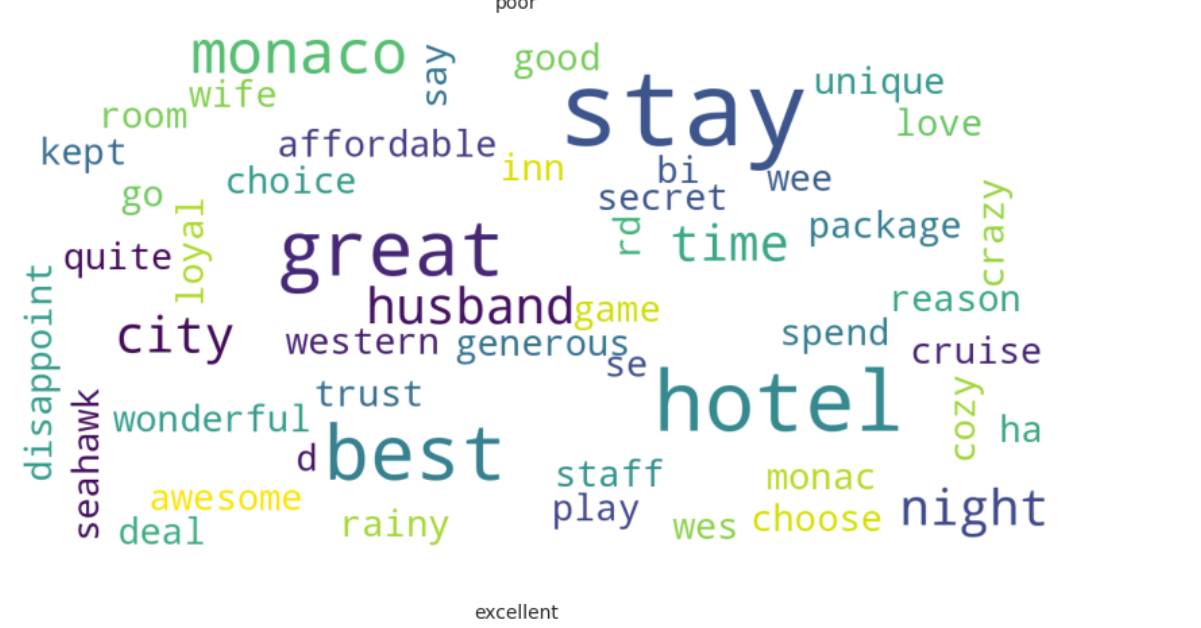 poor
monaco say good
stay unique
wife
room love
kept affordable
inn bi wee
go choice secret
loyal rd time package crazy
quite great
disappoint husband game reason
city western generous spend cruise
se
seahawk trust hotel cozy
wonderful ha
d best staff monac
awesome play night
deal rainy wes choose
excellent